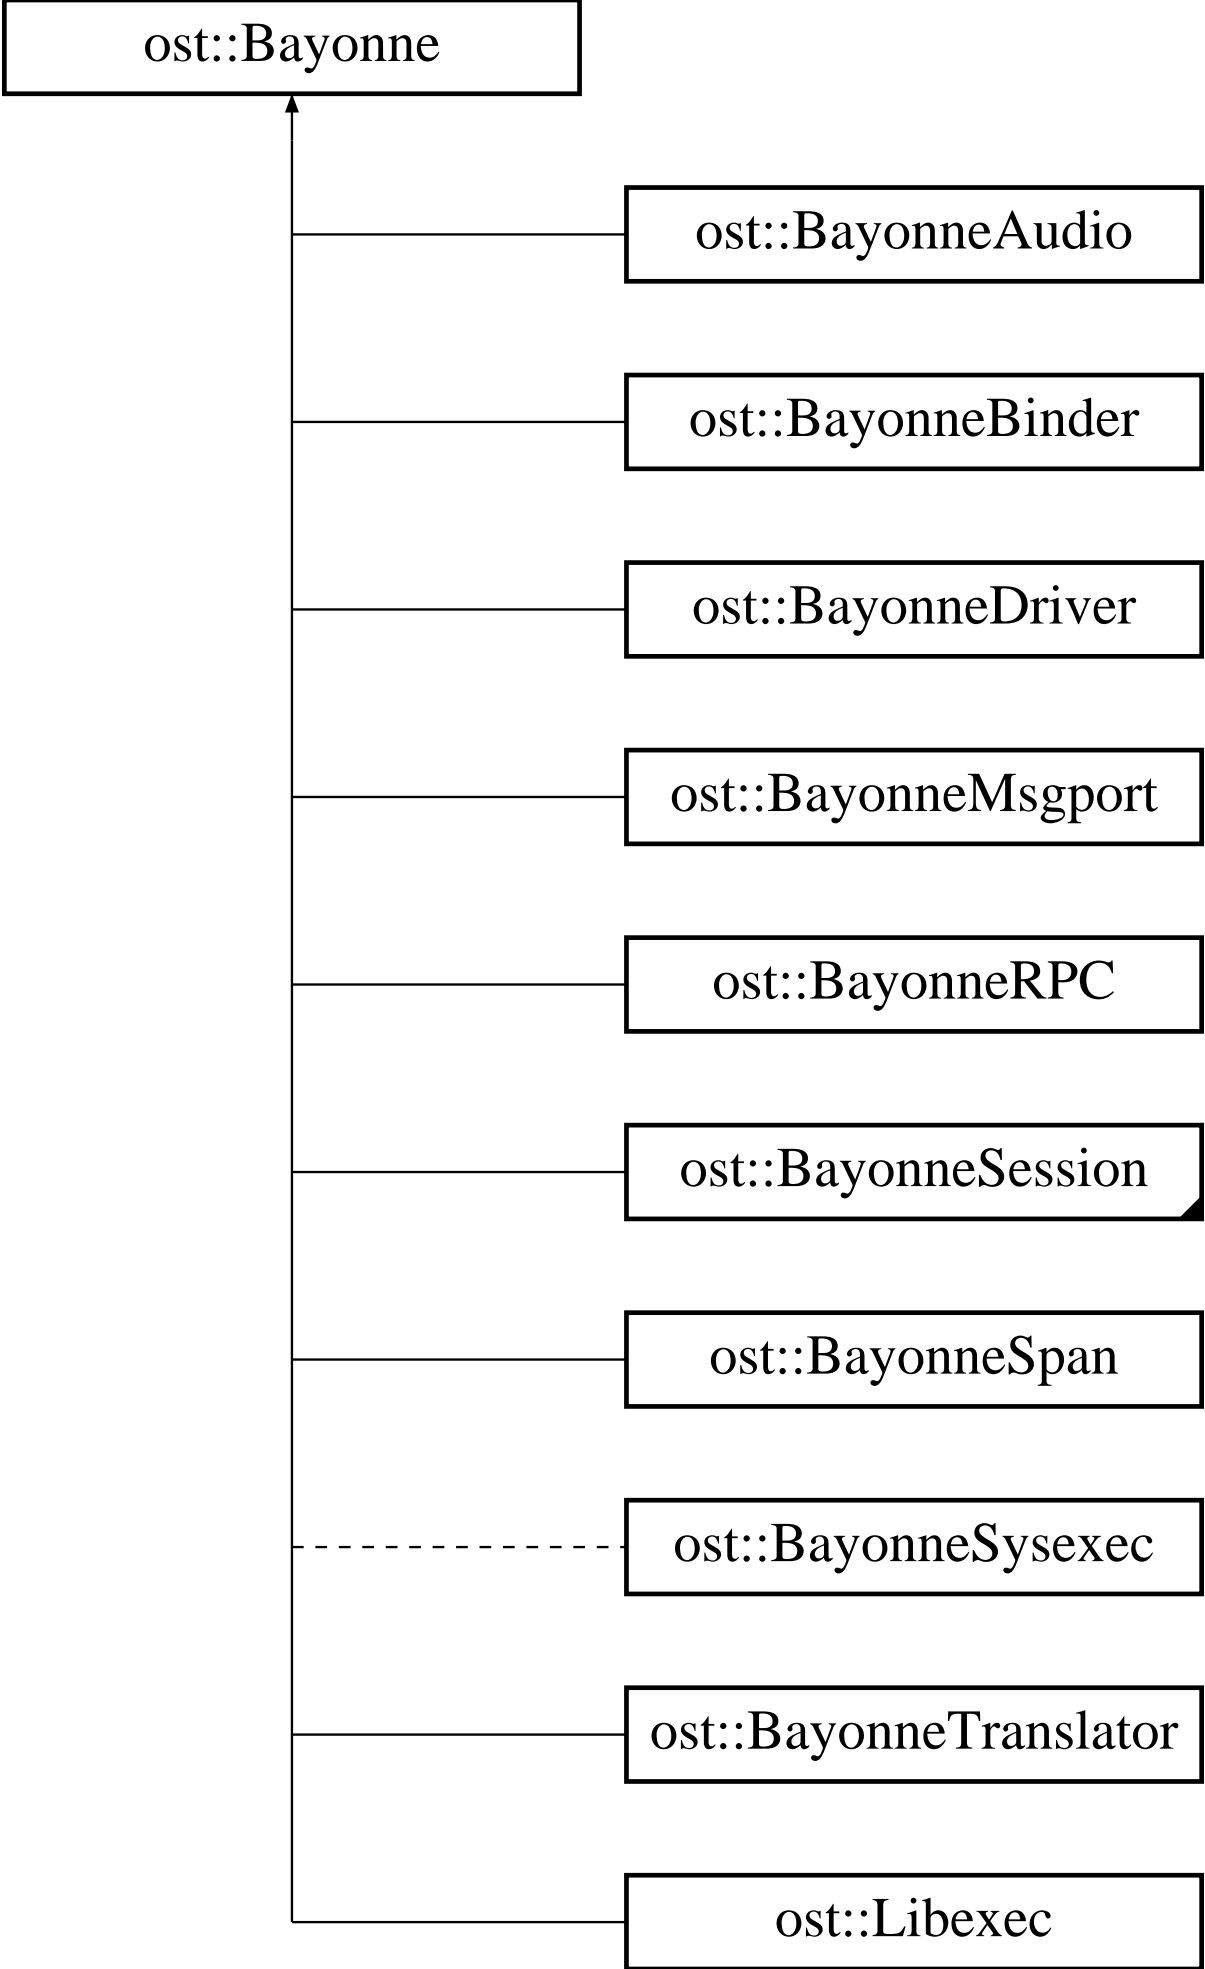 ost::Bayonne
ost::BayonneAudio
ost::BayonneBinder
ost::BayonneDriver
ost::BayonneMsgport
ost::BayonneRPC
ost::BayonneSession
ost::BayonneSpan
ost::BayonneSysexec
ost::BayonneTranslator
ost::Libexec